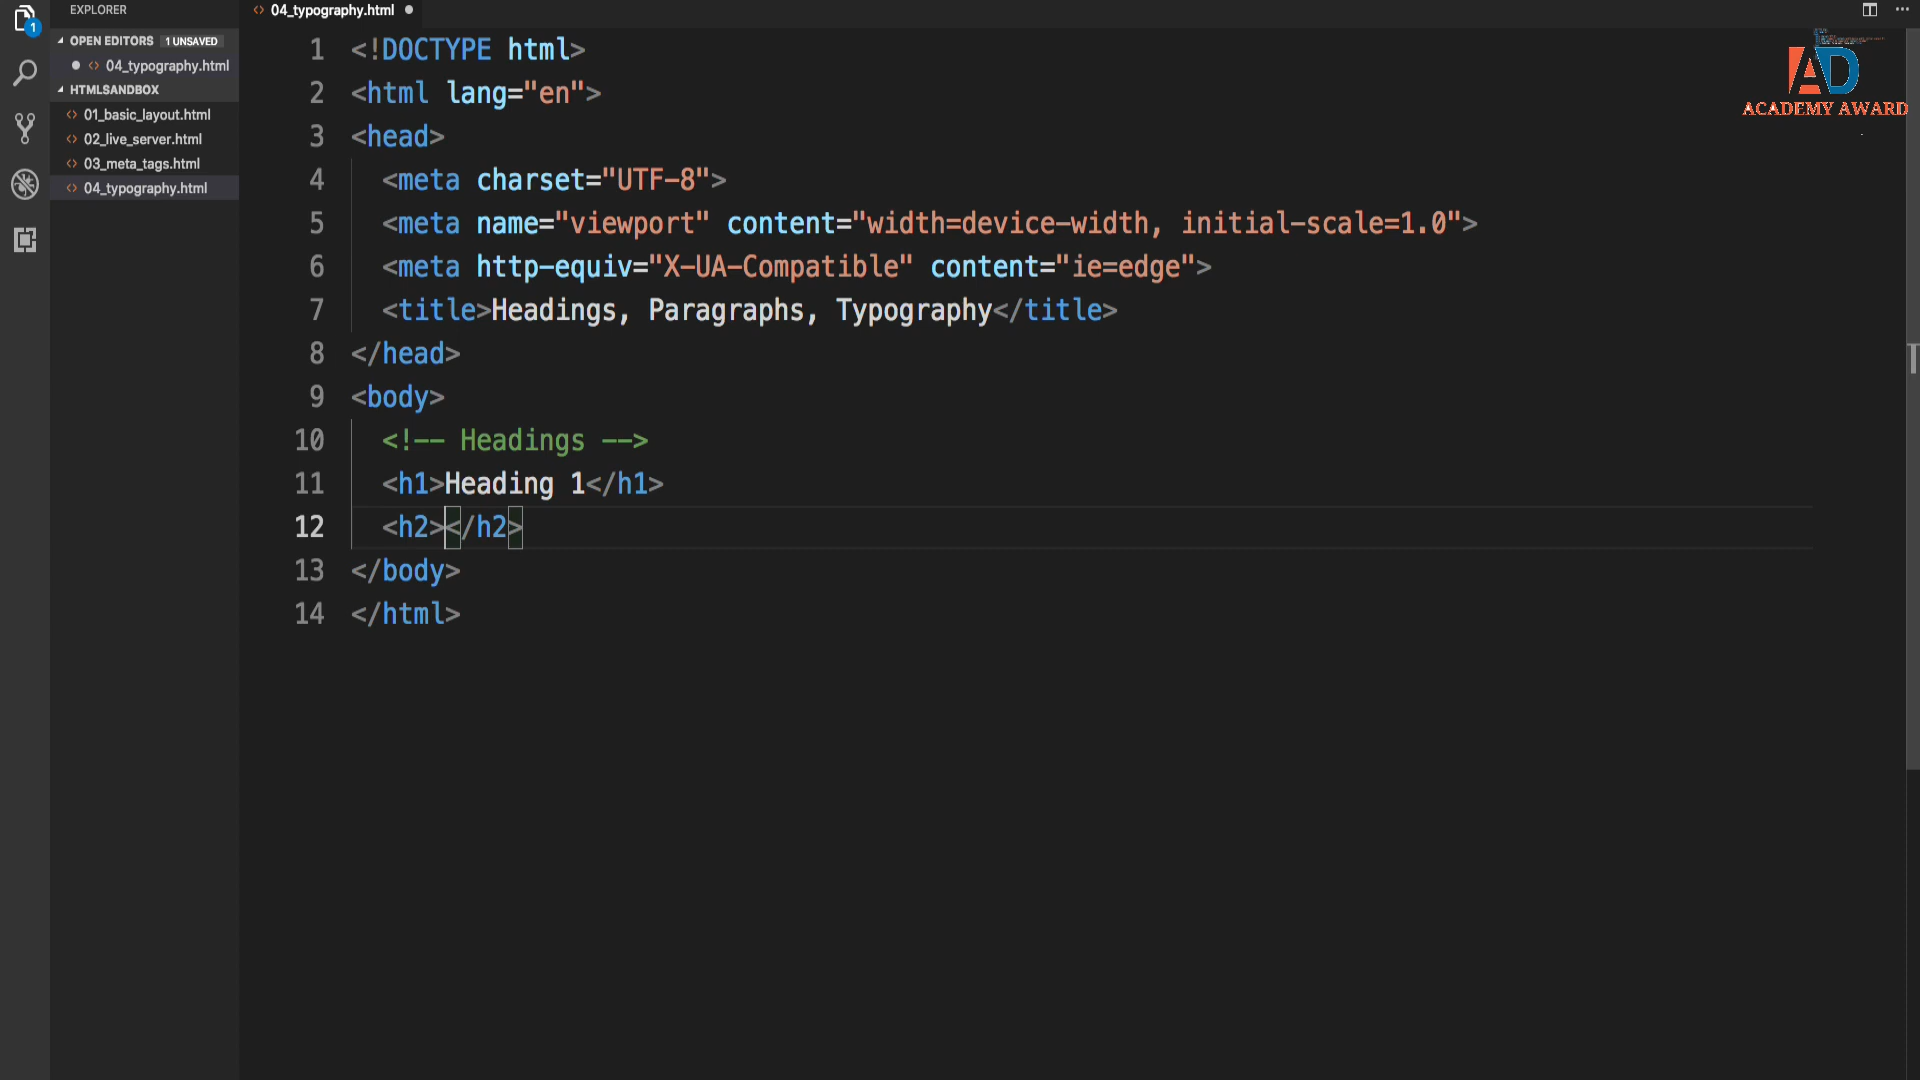 EXPLORER
OPEN EDITORS 1 UNSAVED
04_typography.html
HTMLSANDBOX
01_basic_layout.html
02_live_server.html
03_meta_tags.html
04_typography.html
1
04_typography.html
AD
ACADEMY AWARD
1 <!DOCTYPE html>
2 <html lang="en">
3 <head>
4 <meta charset="UTF-8">
5 <meta name="viewport" content="width=device-width, initial-scale=1.0">
6 <meta http-equiv="X-UA-Compatible" content="ie=edge">
7 <title>Headings, Paragraphs, Typography</title>
8 </head>
9 <body>
10 <!-- Headings -->
11 <h1>Heading 1</h1>
12 <h2></h2>
13 </body>
14 </html>